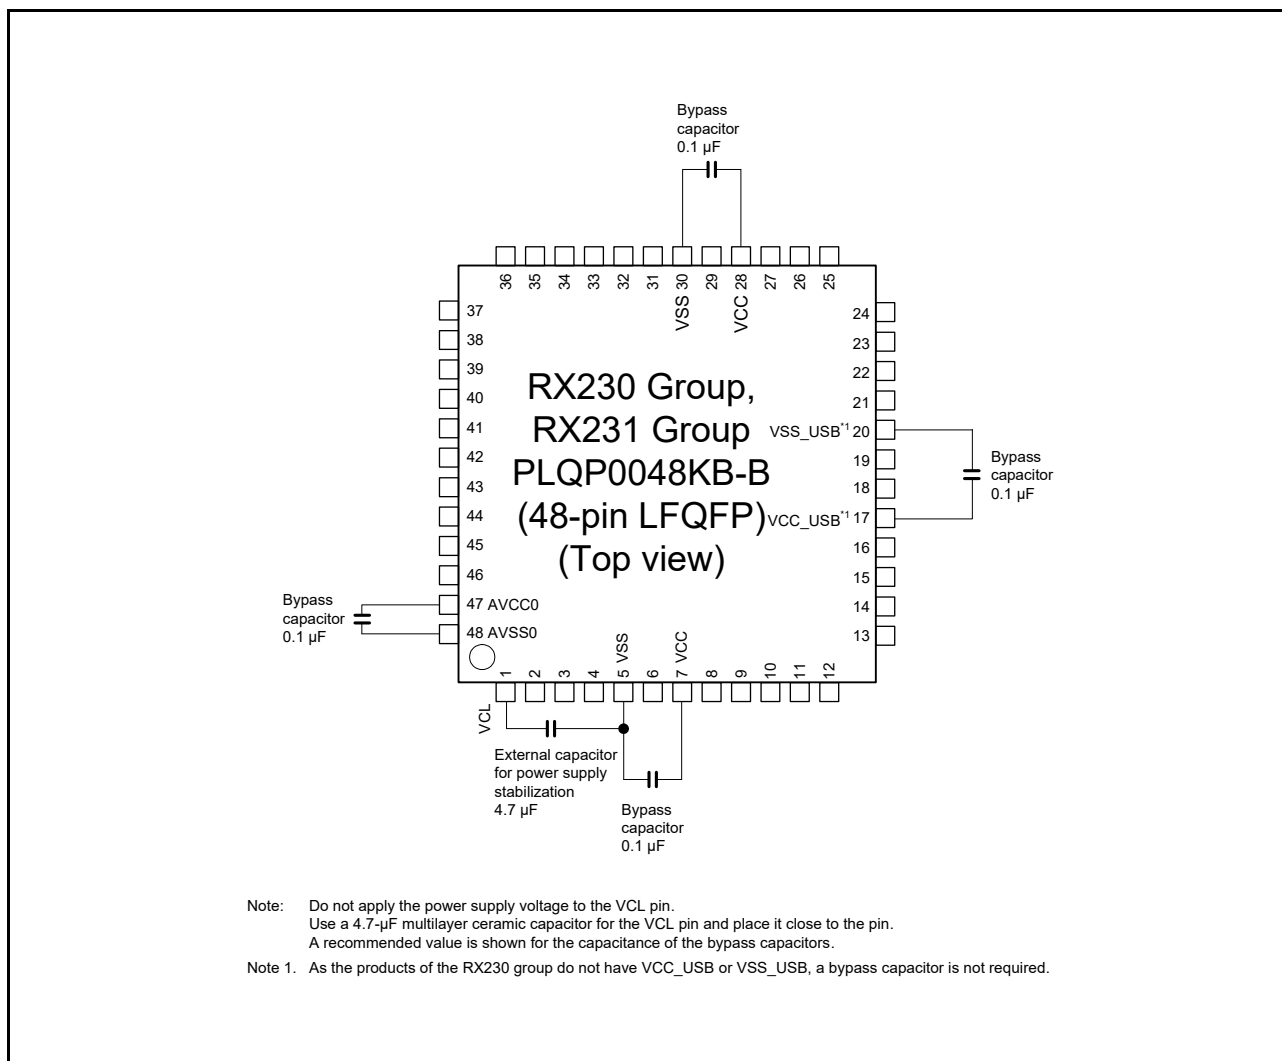 Bypass
capacitor
0.1 µF
36
35
34
33
32
31
VSS 30
29
VCC 28
27
26
25
37
38
39
40
41
42
43
44
45
46
47 AVCC0
48 AVSS0
24
23
22
21
VSS_USB*1 20
19
18
VCC_USB*1 17
16
15
14
13
RX230 Group,
RX231 Group
PLQP0048KB-B
(48-pin LFQFP)
(Top view)
Bypass
capacitor
0.1 µF
Bypass
capacitor
0.1 µF
1
2
3
4
5 VSS
6
7 VCC
8
9
10
11
12
VCL
External capacitor
for power supply
stabilization
4.7 µF
Bypass
capacitor
0.1 µF
Note: Do not apply the power supply voltage to the VCL pin.
Use a 4.7-µF multilayer ceramic capacitor for the VCL pin and place it close to the pin.
A recommended value is shown for the capacitance of the bypass capacitors.
Note 1. As the products of the RX230 group do not have VCC_USB or VSS_USB, a bypass capacitor is not required.